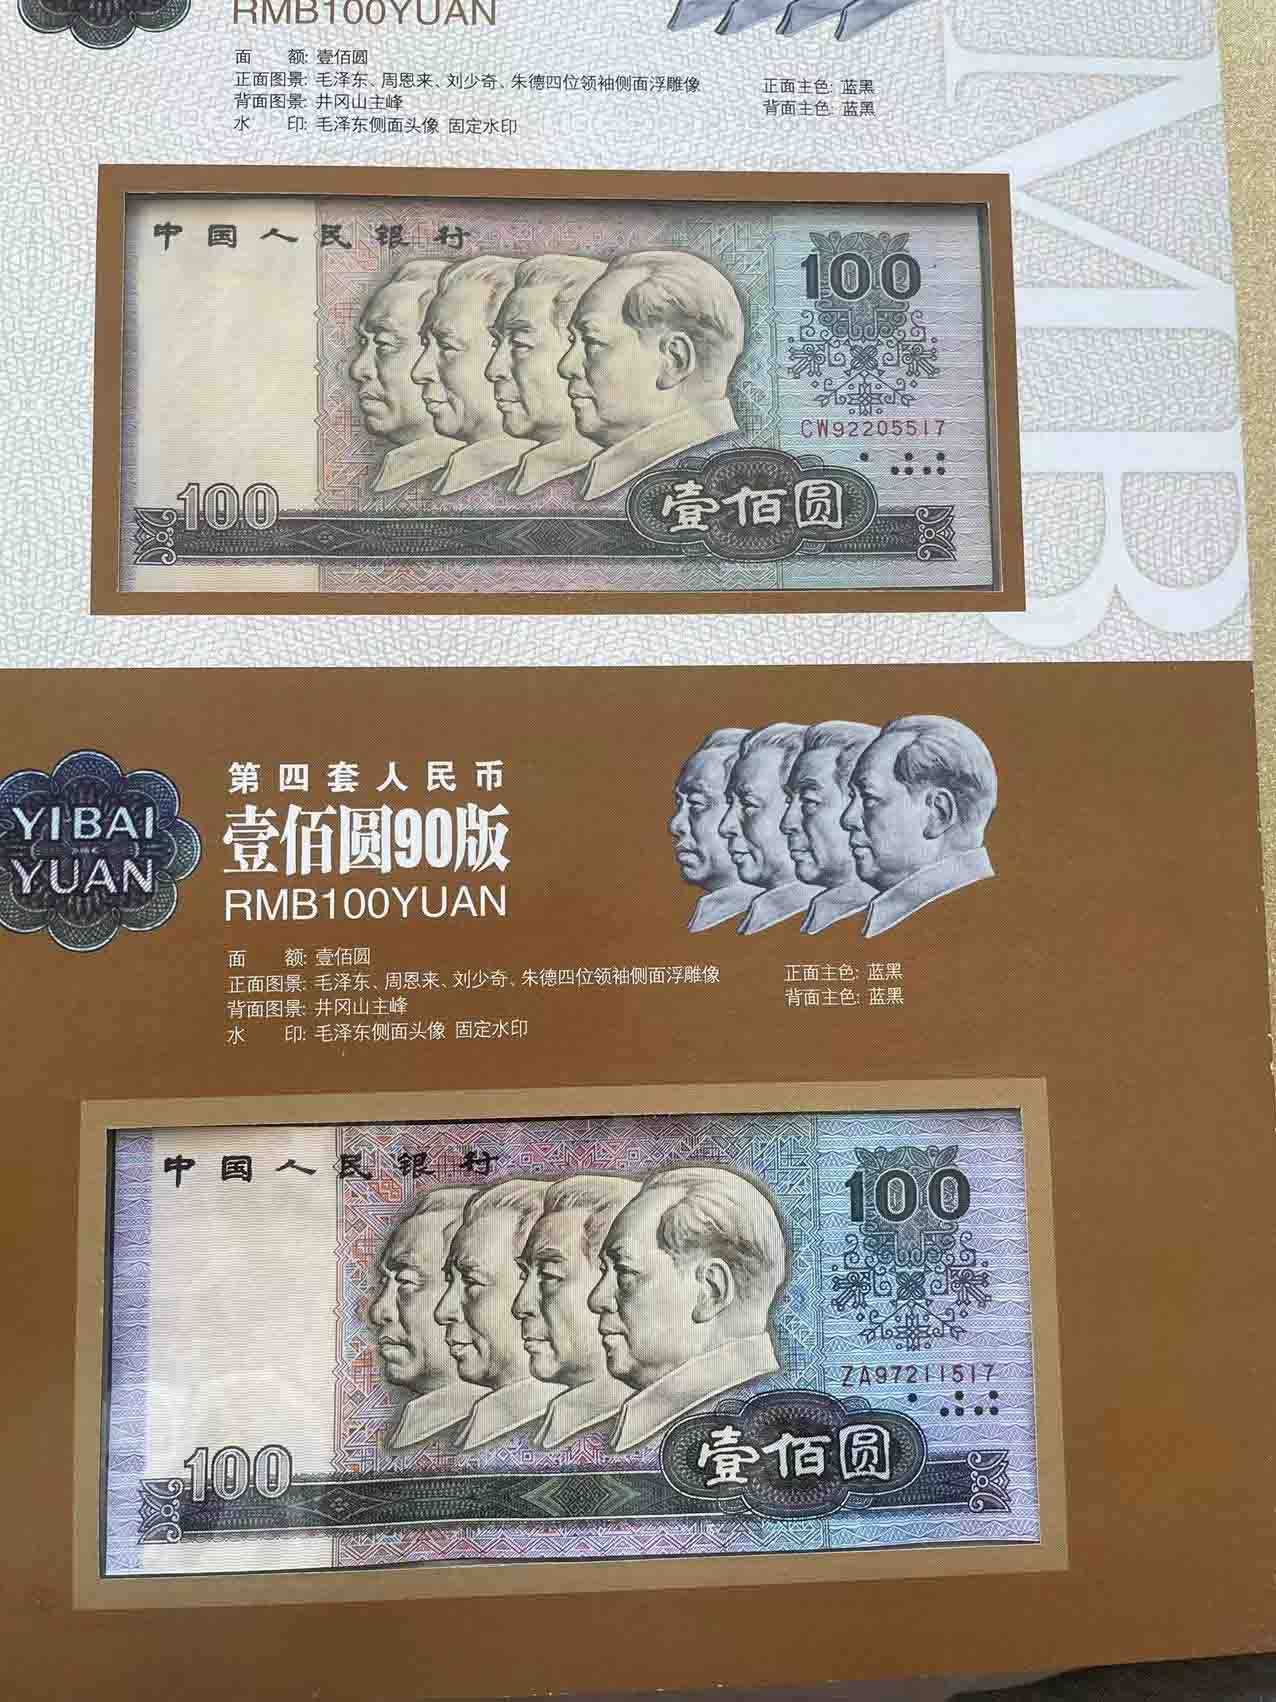 RMB100YUAN
面 额: 壹佰圆
正面图景: 毛泽东、周恩来、刘少奇、朱德四位领袖侧面浮雕像
背面图景: 井冈山主峰
水 印: 毛泽东侧面头像 固定水印
正面主色: 蓝黑
背面主色: 蓝黑
中国人民银行
100
CW92205517
100
壹佰圆
RMB
第四套人民币
YI BAI
YUAN
壹佰圆90版
RMB100YUAN
面 额: 壹佰圆
正面图景: 毛泽东、周恩来、刘少奇、朱德四位领袖侧面浮雕像
背面图景: 井冈山主峰
水 印: 毛泽东侧面头像 固定水印
正面主色: 蓝黑
背面主色: 蓝黑
中国人民银行
100
ZA97211517
100
壹佰圆